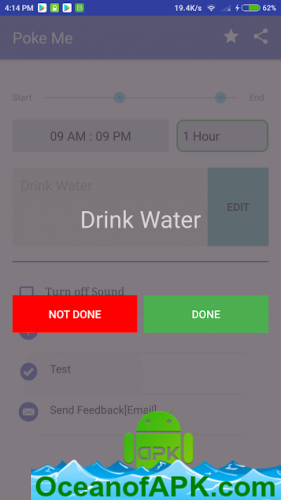 4:14 PM 19.4K/s 62%
Poke Me
Start End
09 AM : 09 PM 1 Hour
Drink Water
EDIT
Drink Water
Turn off Sound
NOT DONE DONE
Test
Send Feedback[Email]
APK
OceanofAPK.com